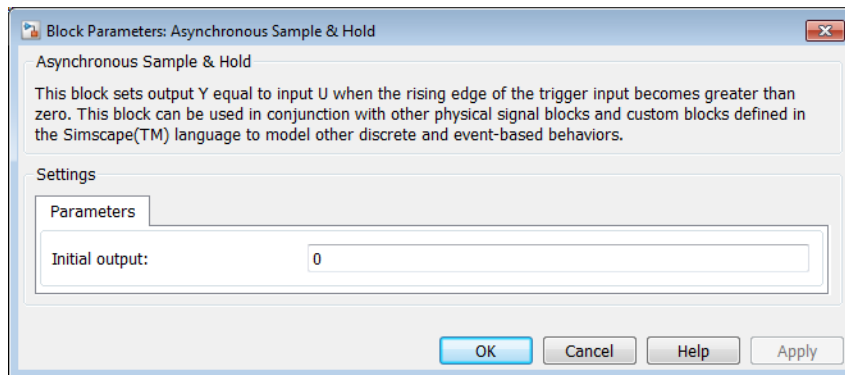 Block Parameters: Asynchronous Sample & Hold
Asynchronous Sample & Hold
This block sets output Y equal to input U when the rising edge of the trigger input becomes greater than
zero. This block can be used in conjunction with other physical signal blocks and custom blocks defined in
the Simscape(TM) language to model other discrete and event-based behaviors.
Settings
Parameters
Initial output:	0
OK	Cancel	Help	Apply